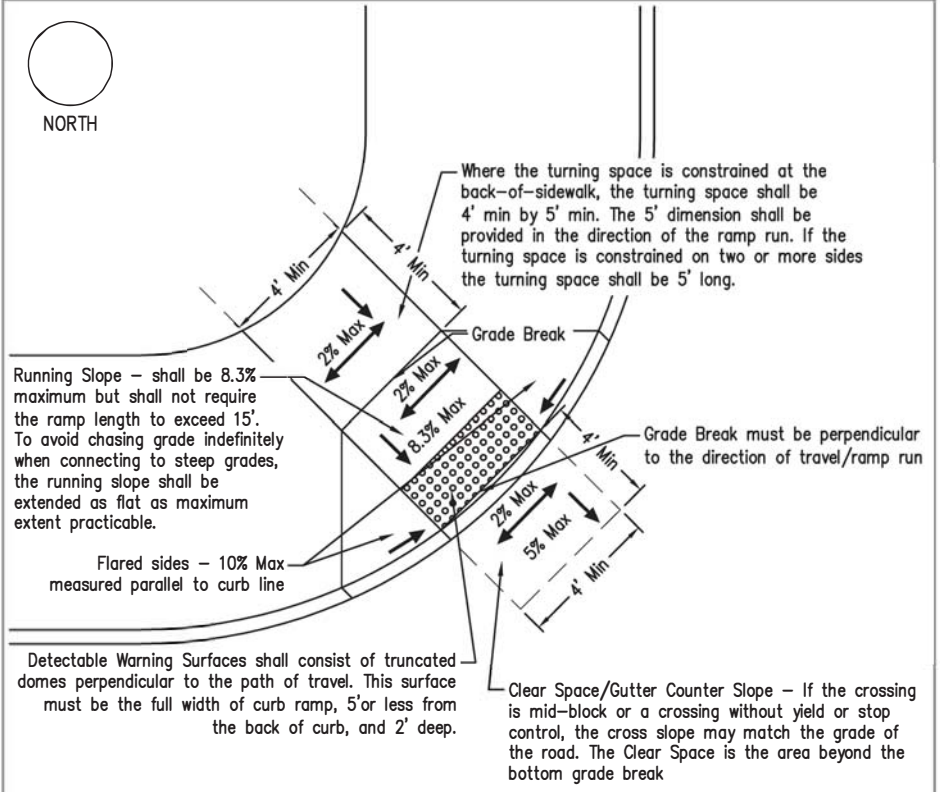 NORTH
Where the turning space is constrained at the
back-of-sidewalk, the turning space shall be
4' min by 5' min. The 5' dimension shall be
provided in the direction of the ramp run. If the
turning space is constrained on two or more sides
the turning space shall be 5' long.
4' Min
4' Min
2% Max
Grade Break
Running Slope – shall be 8.3%
maximum but shall not require
the ramp length to exceed 15'.
To avoid chasing grade indefinitely
when connecting to steep grades,
the running slope shall be
extended as flat as maximum
extent practicable.
2% Max
8.3% Max
Grade Break must be perpendicular
to the direction of travel/ramp run
4' Min
2% Max
5% Max
4' Min
Flared sides – 10% Max
measured parallel to curb line
Detectable Warning Surfaces shall consist of truncated
domes perpendicular to the path of travel. This surface
must be the full width of curb ramp, 5'or less from
the back of curb, and 2' deep.
Clear Space/Gutter Counter Slope – If the crossing
is mid-block or a crossing without yield or stop
control, the cross slope may match the grade of
the road. The Clear Space is the area beyond the
bottom grade break